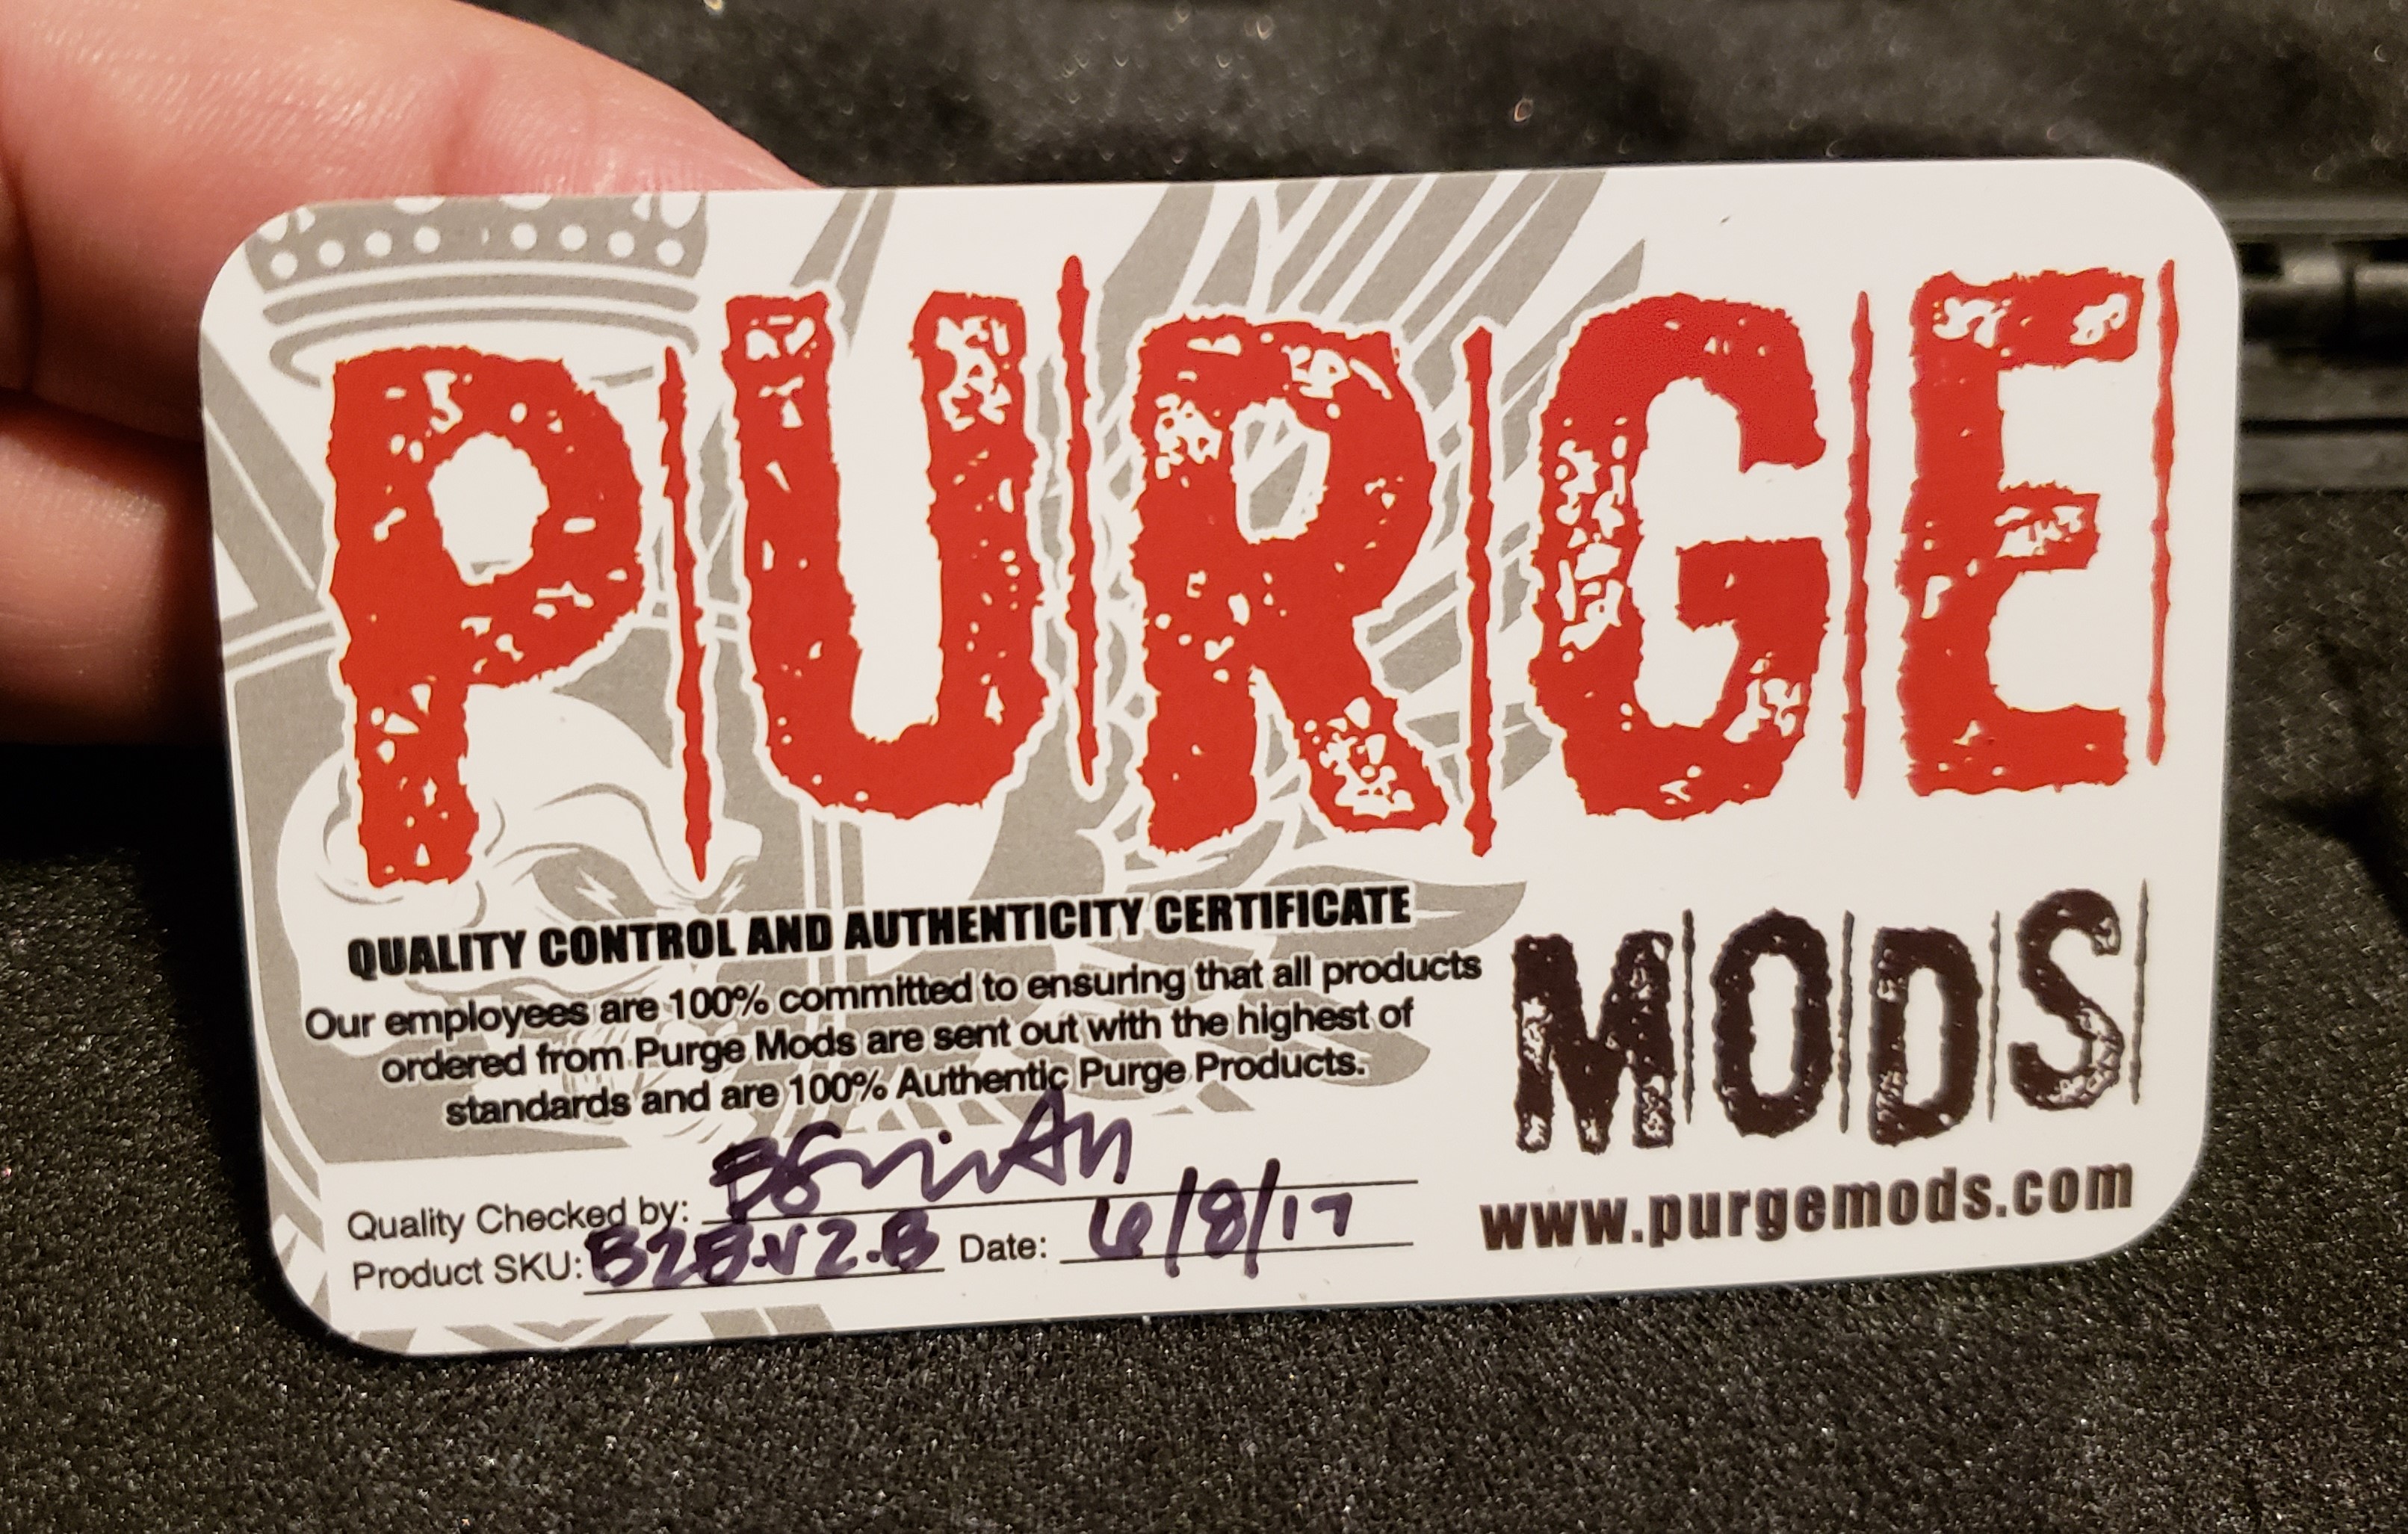 PURGE
MODS
www.purgemods.com
QUALITY CONTROL AND AUTHENTICITY CERTIFICATE
Our employees are 100% committed to ensuring that all products
ordered from Purge Mods are sent out with the highest of
standards and are 100% Authentic Purge Products.
Quality Checked by:
Product SKU: B2B.V2.B Date: 6/8/17